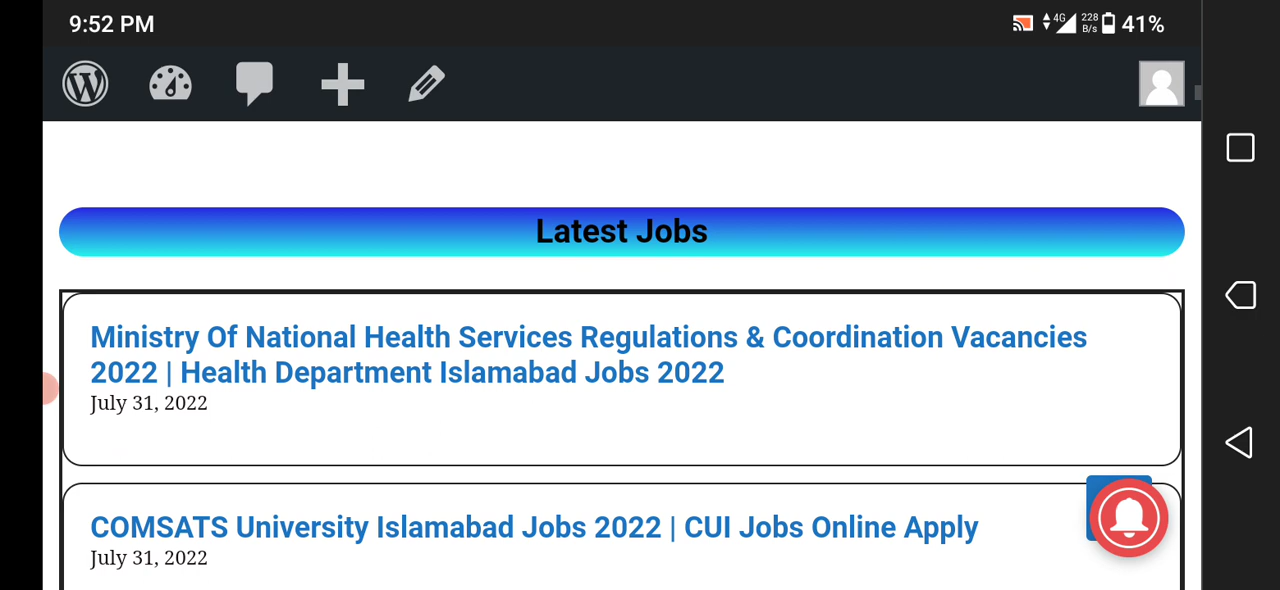 9:52 PM
4G 228 B/s 41%
Latest Jobs
Ministry Of National Health Services Regulations & Coordination Vacancies
2022 | Health Department Islamabad Jobs 2022
July 31, 2022
COMSATS University Islamabad Jobs 2022 | CUI Jobs Online Apply
July 31, 2022